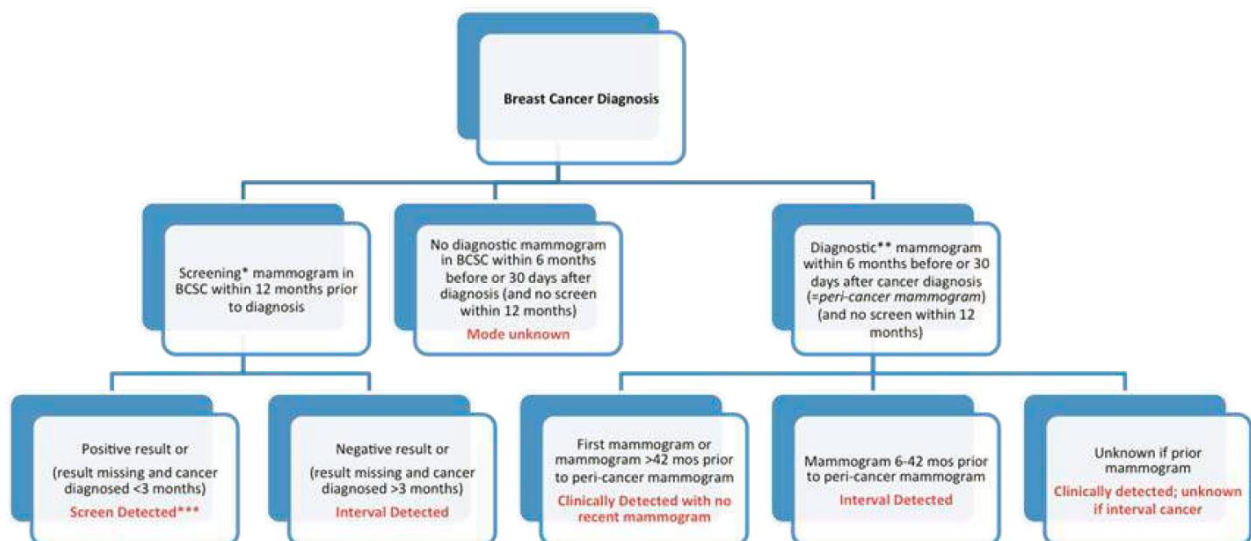 Breast Cancer Diagnosis
Screening* mammogram in
BCSC within 12 months prior
to diagnosis
No diagnostic mammogram
in BCSC within 6 months
before or 30 days after
diagnosis (and no screen
within 12 months)
Mode unknown
Diagnostic** mammogram
within 6 months before or 30
days after cancer diagnosis
(=peri-cancer mammogram)
(and no screen within 12
months)
Positive result or
(result missing and cancer
diagnosed <3 months)
Screen Detected***
Negative result or
(result missing and cancer
diagnosed >3 months)
Interval Detected
First mammogram or
mammogram >42 mos prior
to peri-cancer mammogram
Clinically Detected with no
recent mammogram
Mammogram 6-42 mos prior
to peri-cancer mammogram
Interval Detected
Unknown if prior
mammogram
Clinically detected; unknown
if interval cancer